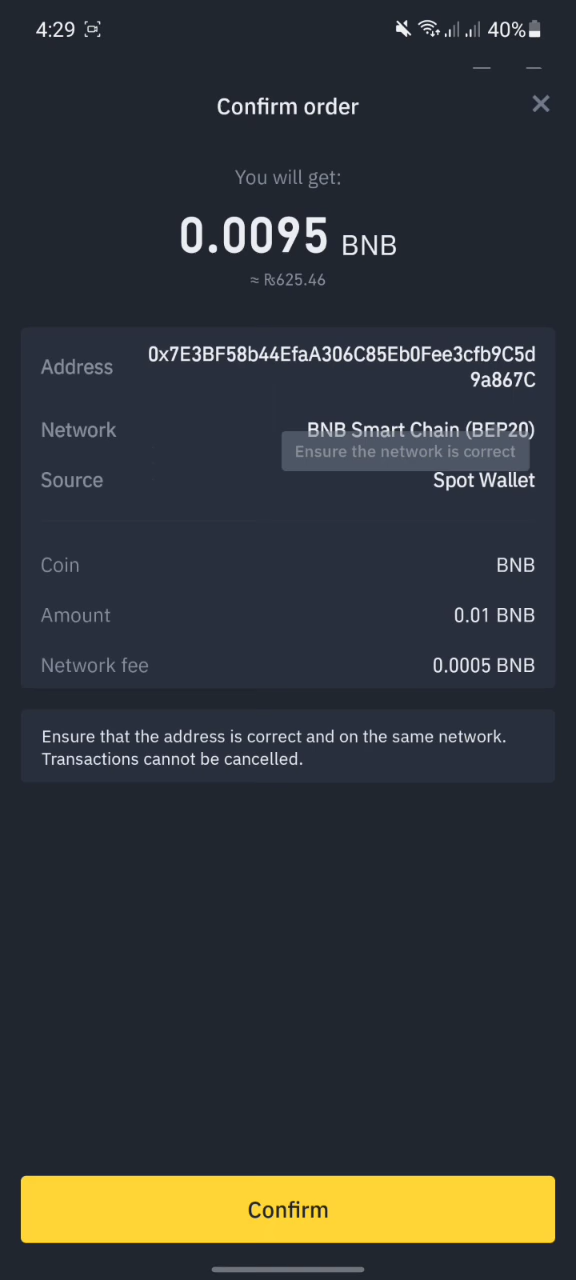 4:29
40%
Confirm order
You will get:
0.0095 BNB
≈ ₨625.46
Address
0x7E3BF58b44EfaA306C85Eb0Fee3cfb9C5d
9a867C
Network
BNB Smart Chain (BEP20)
Ensure the network is correct
Source
Spot Wallet
Coin
BNB
Amount
0.01 BNB
Network fee
0.0005 BNB
Ensure that the address is correct and on the same network.
Transactions cannot be cancelled.
Confirm